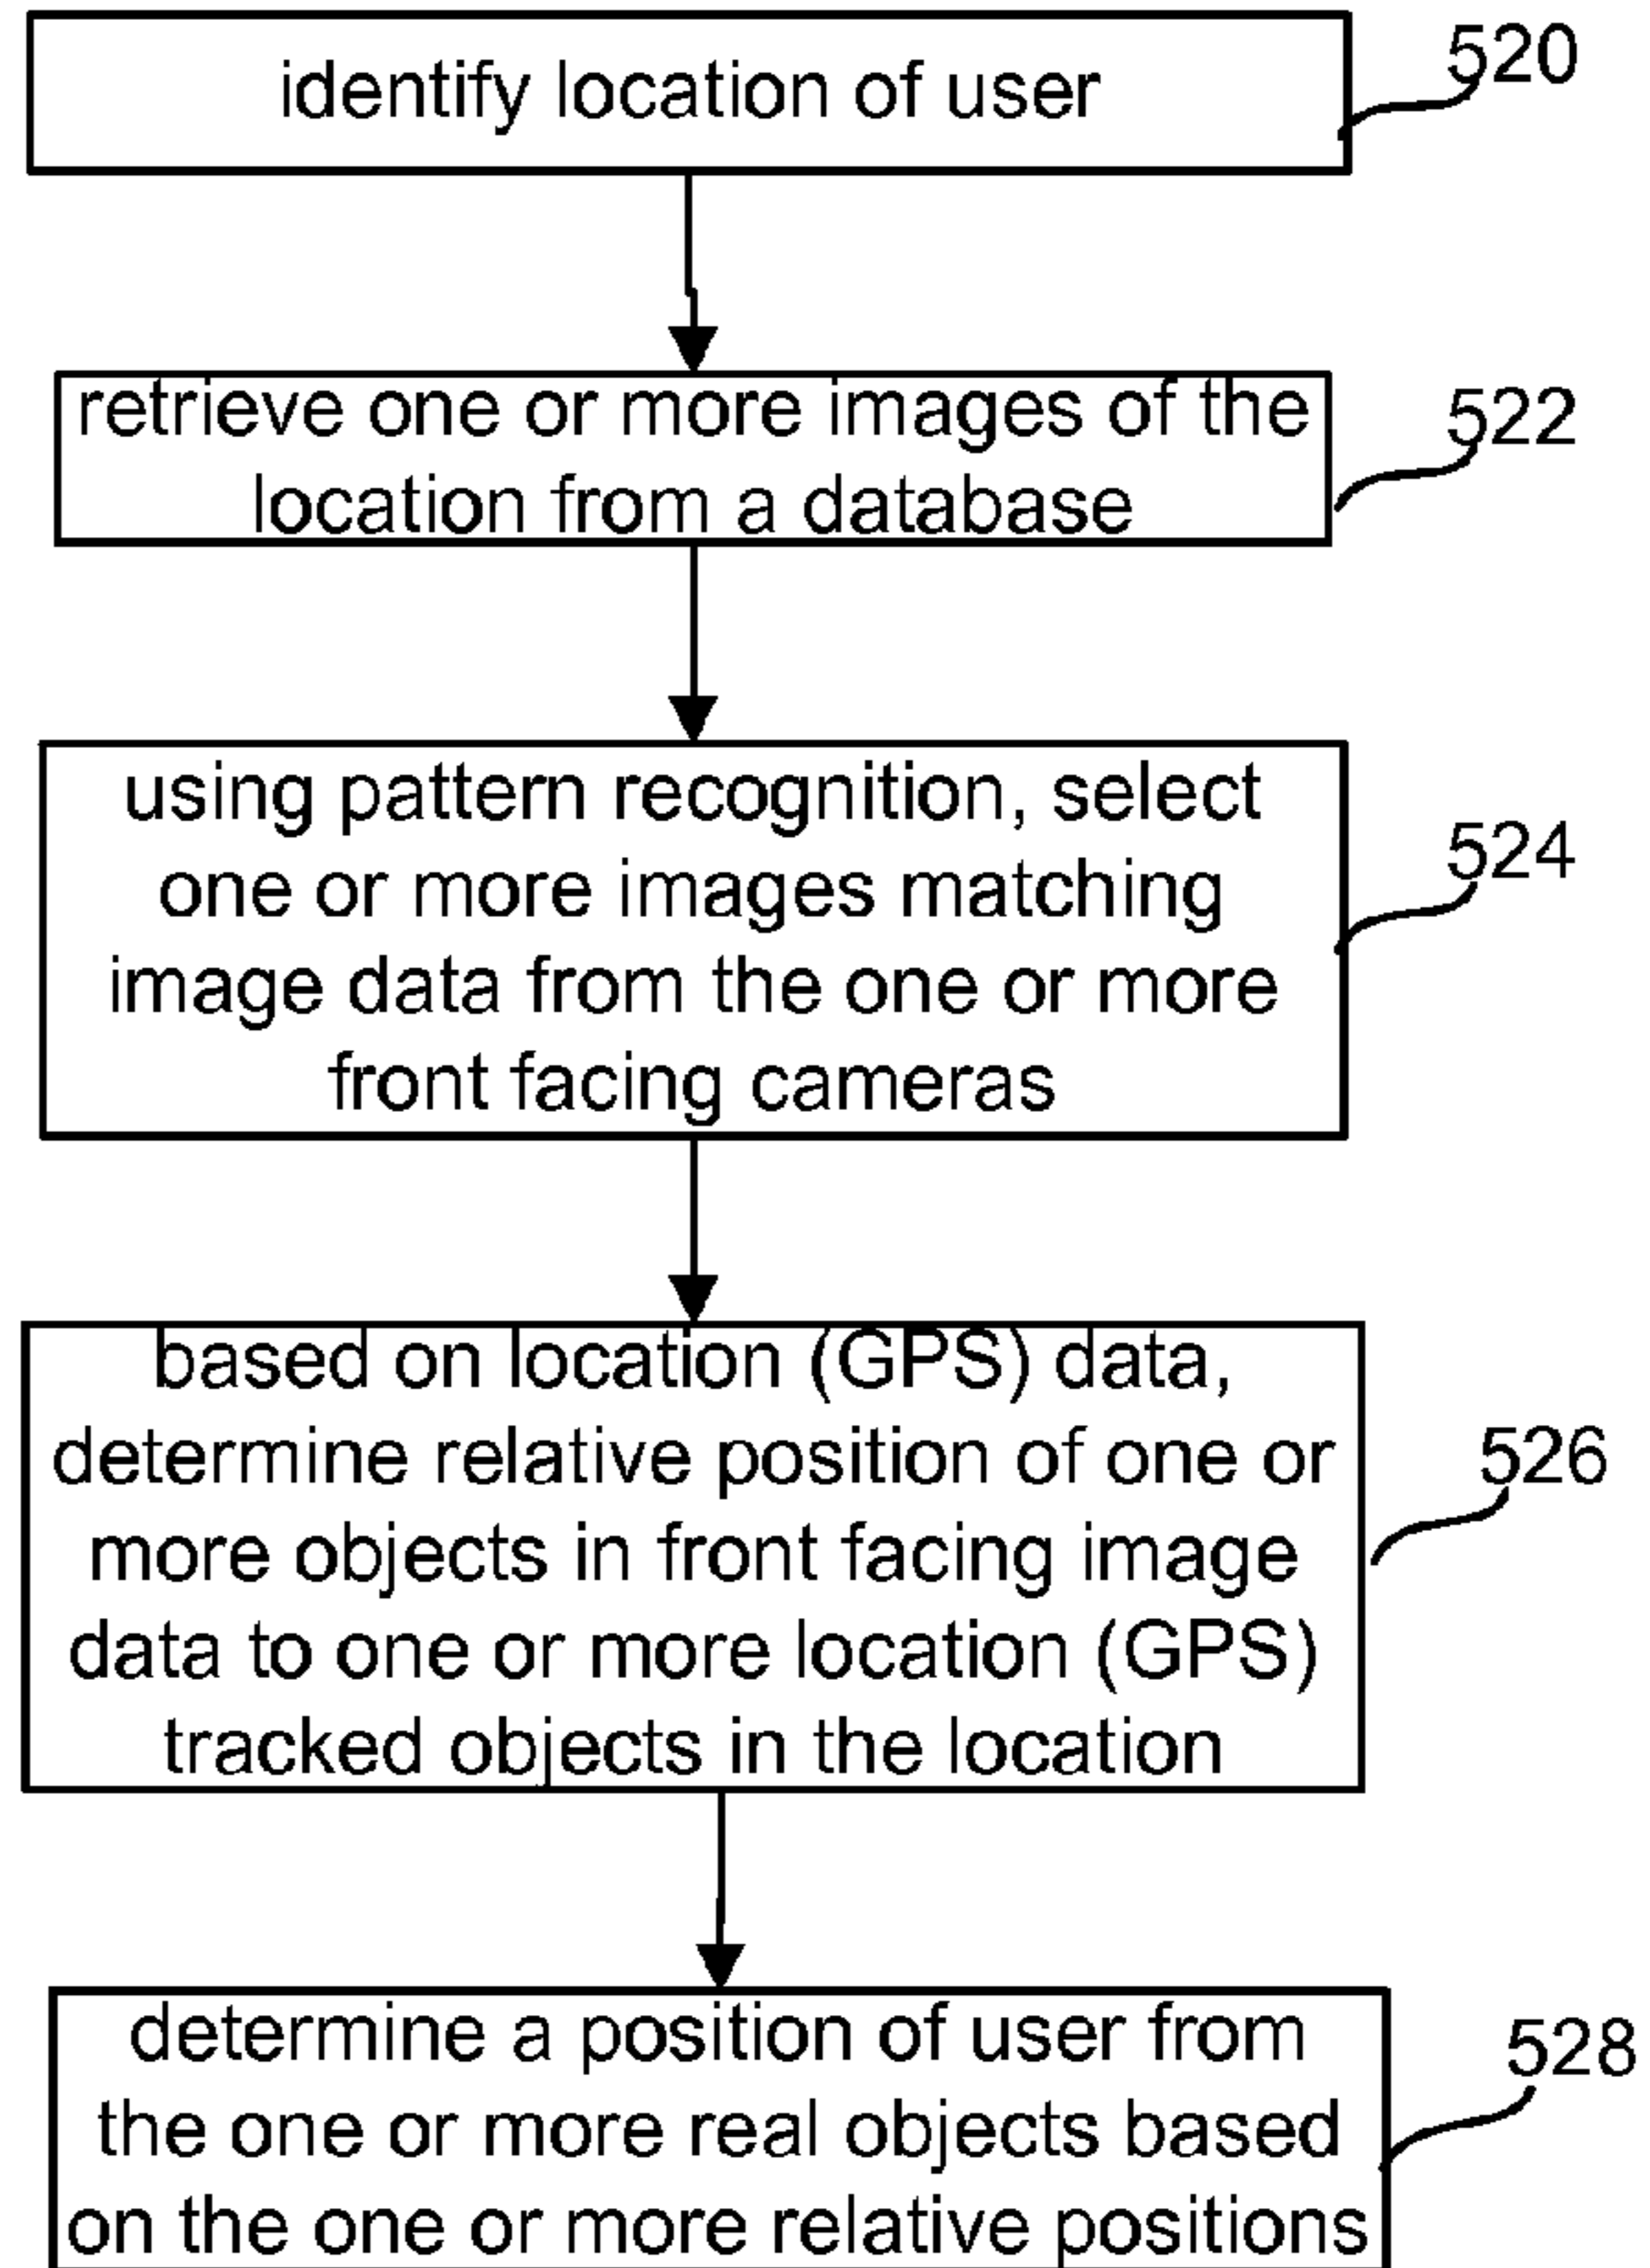 identify location of user
520
retrieve one or more images of the
location from a database
522
using pattern recognition, select
one or more images matching
image data from the one or more
front facing cameras
524
based on location (GPS) data,
determine relative position of one or
more objects in front facing image
data to one or more location (GPS)
tracked objects in the location
526
determine a position of user from
the one or more real objects based
on the one or more relative positions
528